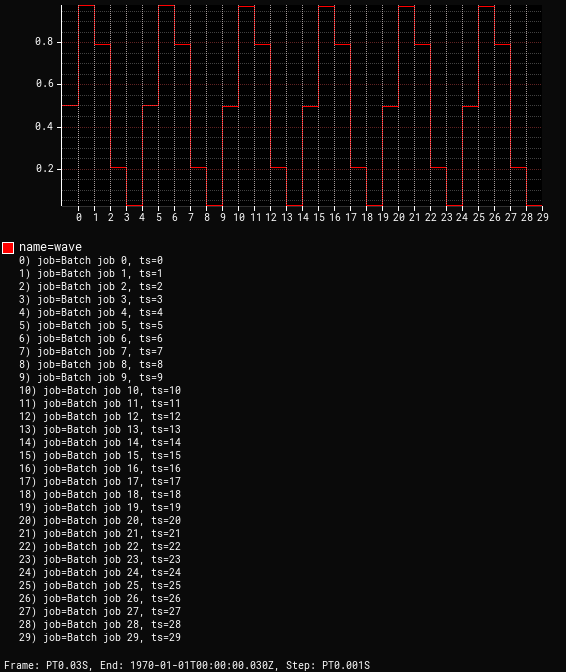 0.8
0.6
0.4
0.2
0 1 2 3 4 5 6 7 8 9 10 11 12 13 14 15 16 17 18 19 20 21 22 23 24 25 26 27 28 29
name=wave
0) job=Batch job 0, ts=0
1) job=Batch job 1, ts=1
2) job=Batch job 2, ts=2
3) job=Batch job 3, ts=3
4) job=Batch job 4, ts=4
5) job=Batch job 5, ts=5
6) job=Batch job 6, ts=6
7) job=Batch job 7, ts=7
8) job=Batch job 8, ts=8
9) job=Batch job 9, ts=9
10) job=Batch job 10, ts=10
11) job=Batch job 11, ts=11
12) job=Batch job 12, ts=12
13) job=Batch job 13, ts=13
14) job=Batch job 14, ts=14
15) job=Batch job 15, ts=15
16) job=Batch job 16, ts=16
17) job=Batch job 17, ts=17
18) job=Batch job 18, ts=18
19) job=Batch job 19, ts=19
20) job=Batch job 20, ts=20
21) job=Batch job 21, ts=21
22) job=Batch job 22, ts=22
23) job=Batch job 23, ts=23
24) job=Batch job 24, ts=24
25) job=Batch job 25, ts=25
26) job=Batch job 26, ts=26
27) job=Batch job 27, ts=27
28) job=Batch job 28, ts=28
29) job=Batch job 29, ts=29
Frame: PT0.03S, End: 1970-01-01T00:00:00.030Z, Step: PT0.001S